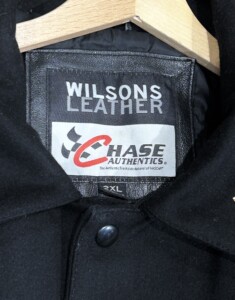 WILSONS
LEATHER
CHASE
AUTHENTICS®
2XL